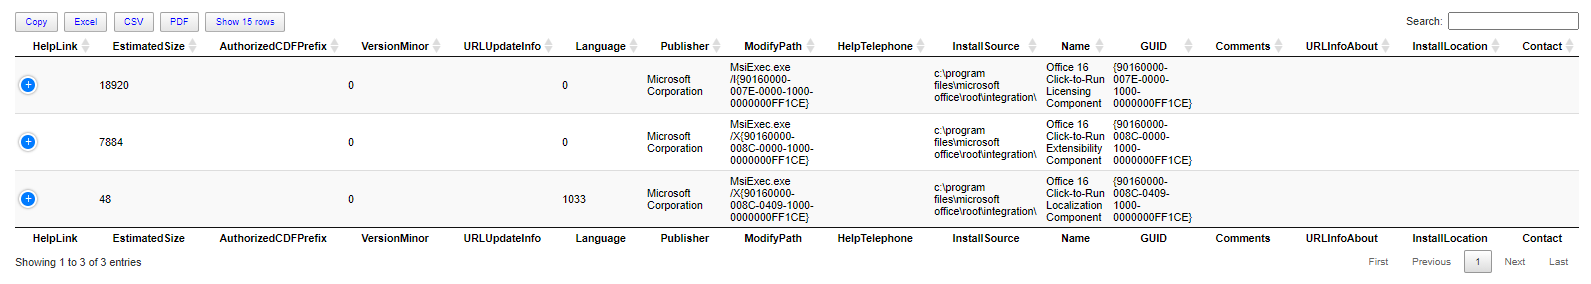 Copy Excel CSV PDF Show 15 rows Search:
HelpLink EstimatedSize AuthorizedCDFPrefix VersionMinor URLUpdateInfo Language Publisher ModifyPath HelpTelephone InstallSource Name GUID Comments URLInfoAbout InstallLocation Contact
18920
0
0
Microsoft
Corporation
MsiExec.exe
/I{90160000-
007E-0000-1000-
0000000FF1CE}
c:\program
files\microsoft
office\root\integration\
Office 16
Click-to-Run
Licensing
Component
{90160000-
007E-0000-
1000-
0000000FF1CE}
7884
0
0
Microsoft
Corporation
MsiExec.exe
/X{90160000-
008C-0000-1000-
0000000FF1CE}
c:\program
files\microsoft
office\root\integration\
Office 16
Click-to-Run
Extensibility
Component
{90160000-
008C-0000-
1000-
0000000FF1CE}
48
0
1033
Microsoft
Corporation
MsiExec.exe
/X{90160000-
008C-0409-1000-
0000000FF1CE}
c:\program
files\microsoft
office\root\integration\
Office 16
Click-to-Run
Localization
Component
{90160000-
008C-0409-
1000-
0000000FF1CE}
HelpLink EstimatedSize AuthorizedCDFPrefix VersionMinor URLUpdateInfo Language Publisher ModifyPath HelpTelephone InstallSource Name GUID Comments URLInfoAbout InstallLocation Contact
Showing 1 to 3 of 3 entries First Previous 1 Next Last